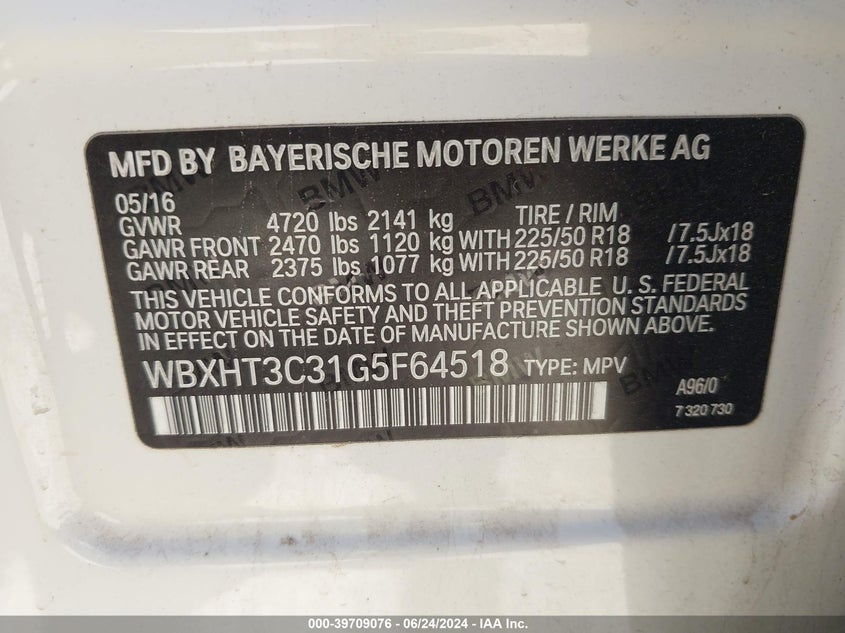 MFD BY BAYERISCHE MOTOREN WERKE AG
05/16
GVWR 4720 lbs 2141 kg TIRE / RIM
GAWR FRONT 2470 lbs 1120 kg WITH 225/50 R18 /7.5Jx18
GAWR REAR 2375 lbs 1077 kg WITH 225/50 R18 /7.5Jx18
THIS VEHICLE CONFORMS TO ALL APPLICABLE U. S. FEDERAL
MOTOR VEHICLE SAFETY AND THEFT PREVENTION STANDARDS
IN EFFECT ON THE DATE OF MANUFACTURE SHOWN ABOVE.
WBXHT3C31G5F64518 TYPE: MPV
A96/0
7 320 730
000-39709076 - 06/24/2024 - IAA, Inc.